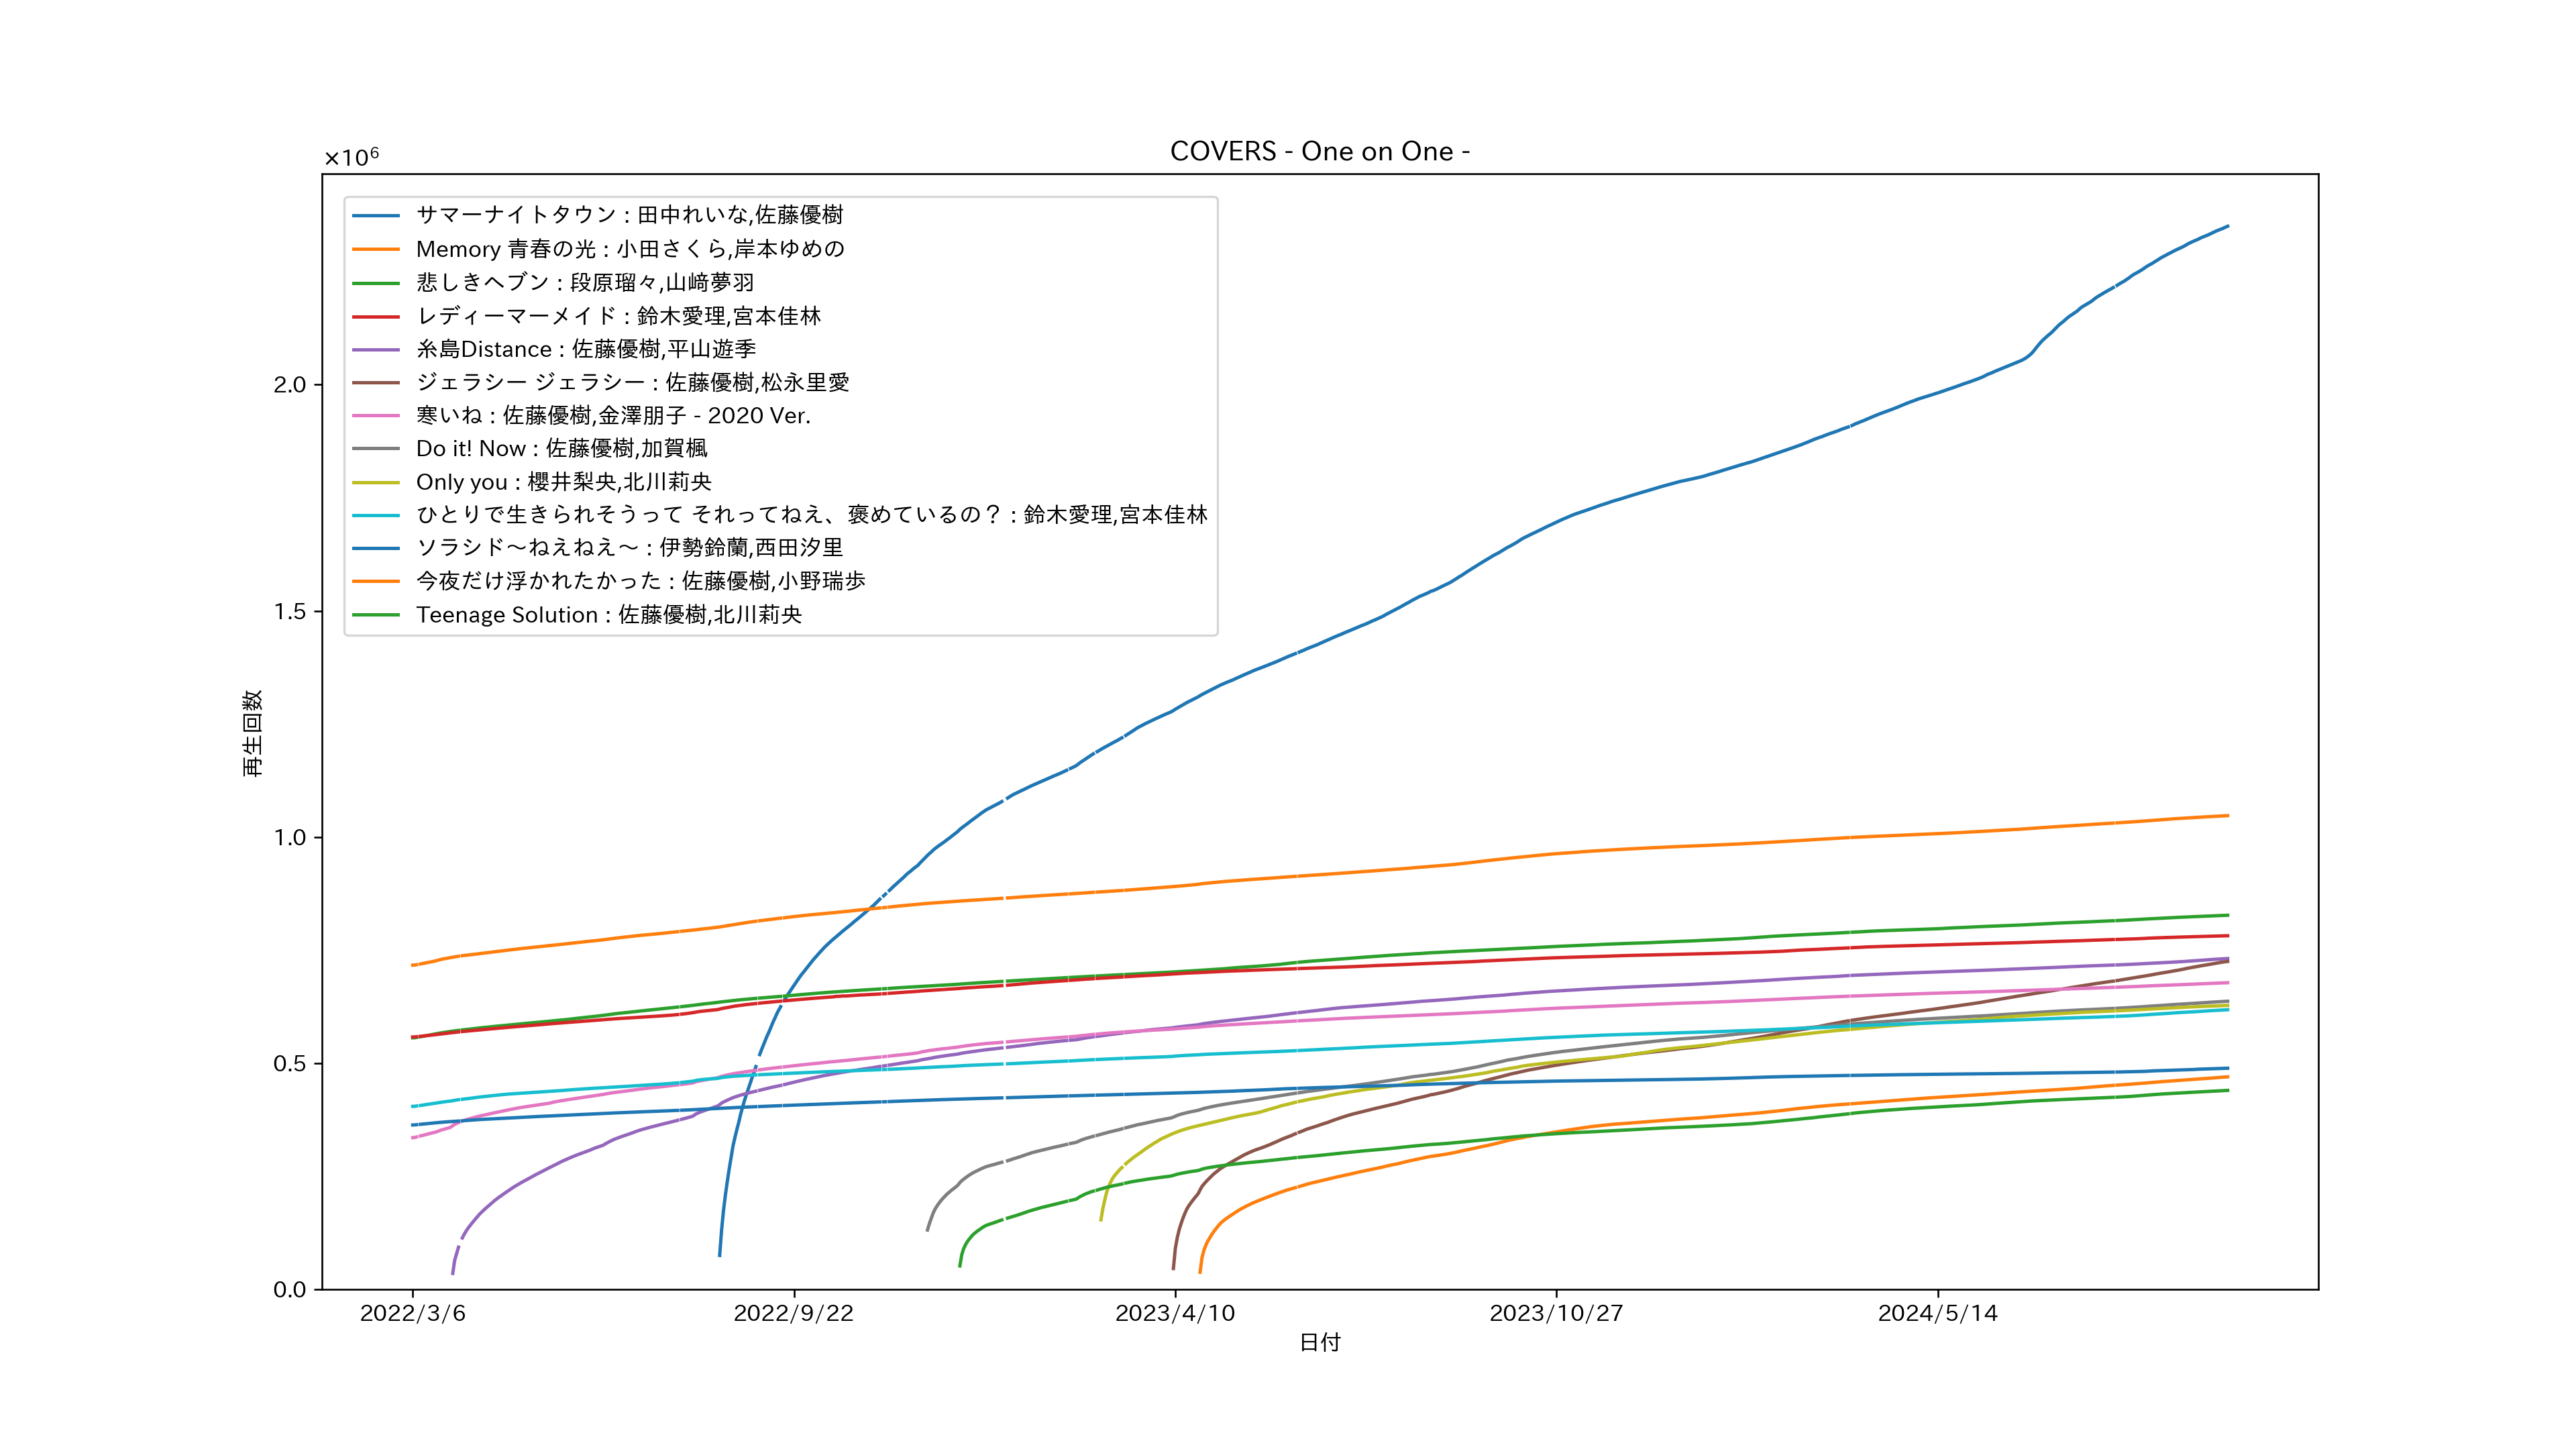 COVERS - One on One -
×10⁶
サマーナイトタウン : 田中れいな,佐藤優樹
Memory 青春の光 : 小田さくら,岸本ゆめの
悲しきヘブン : 段原瑠々,山﨑夢羽
レディーマーメイド : 鈴木愛理,宮本佳林
糸島Distance : 佐藤優樹,平山遊季
ジェラシー ジェラシー : 佐藤優樹,松永里愛
寒いね : 佐藤優樹,金澤朋子 - 2020 Ver.
Do it! Now : 佐藤優樹,加賀楓
Only you : 櫻井梨央,北川莉央
ひとりで生きられそうって それってねえ、褒めているの？ : 鈴木愛理,宮本佳林
ソラシド～ねえねえ～ : 伊勢鈴蘭,西田汐里
今夜だけ浮かれたかった : 佐藤優樹,小野瑞歩
Teenage Solution : 佐藤優樹,北川莉央
2.0
1.5
1.0
0.5
0.0
再生回数
2022/3/6
2022/9/22
2023/4/10
2023/10/27
2024/5/14
日付